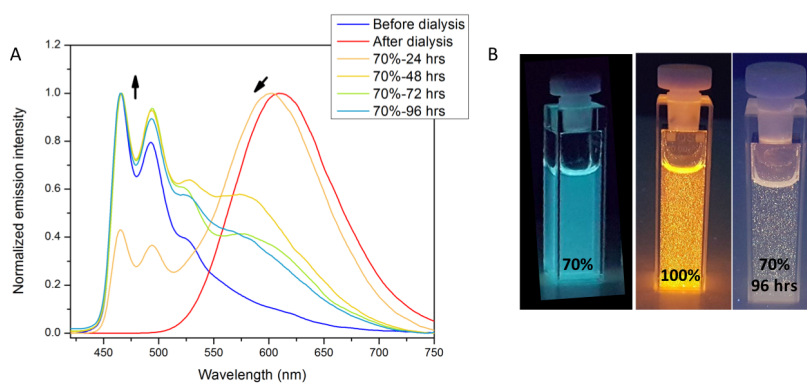 A
Before dialysis
After dialysis
70%-24 hrs
70%-48 hrs
70%-72 hrs
70%-96 hrs
Normalized emission intensity
1.2
1.0
0.8
0.6
0.4
0.2
0.0
450
500
550
600
650
700
750
Wavelength (nm)
B
70%
100%
70%
96 hrs